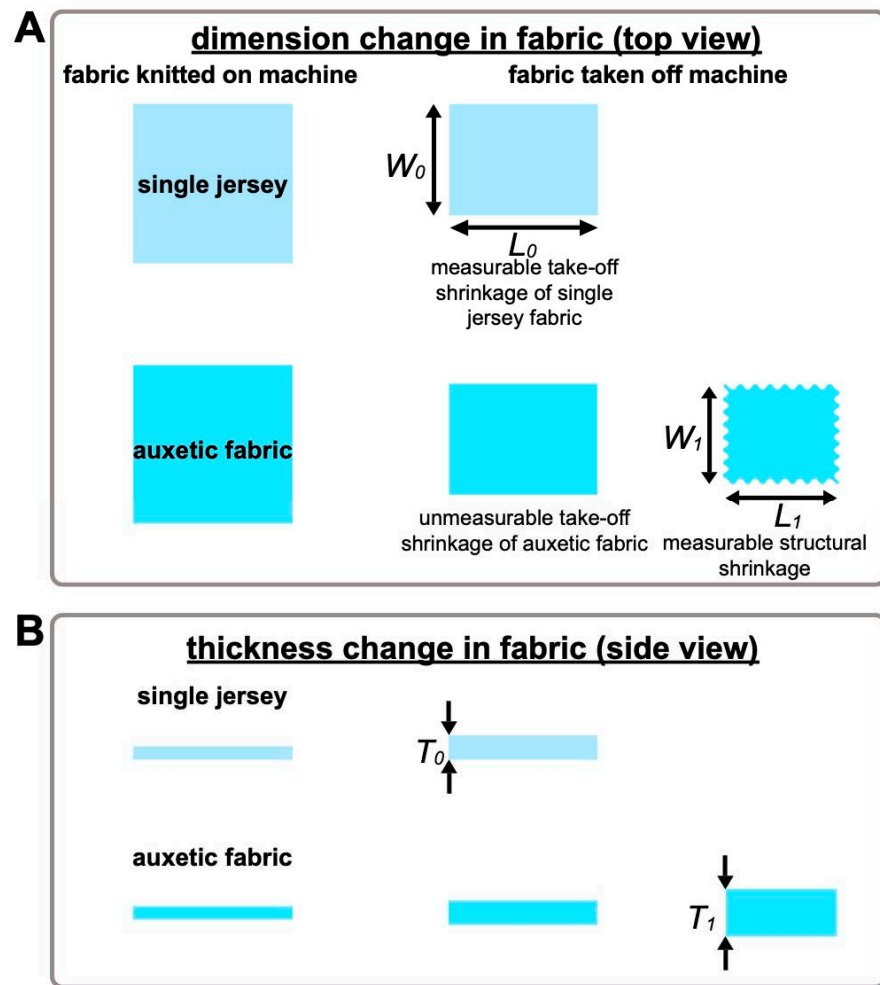 A
dimension change in fabric (top view)
fabric knitted on machine
fabric taken off machine
single jersey
W₀
L₀
measurable take-off
shrinkage of single
jersey fabric
auxetic fabric
W₁
L₁
unmeasurable take-off
shrinkage of auxetic fabric
measurable structural
shrinkage
B
thickness change in fabric (side view)
single jersey
T₀
auxetic fabric
T₁